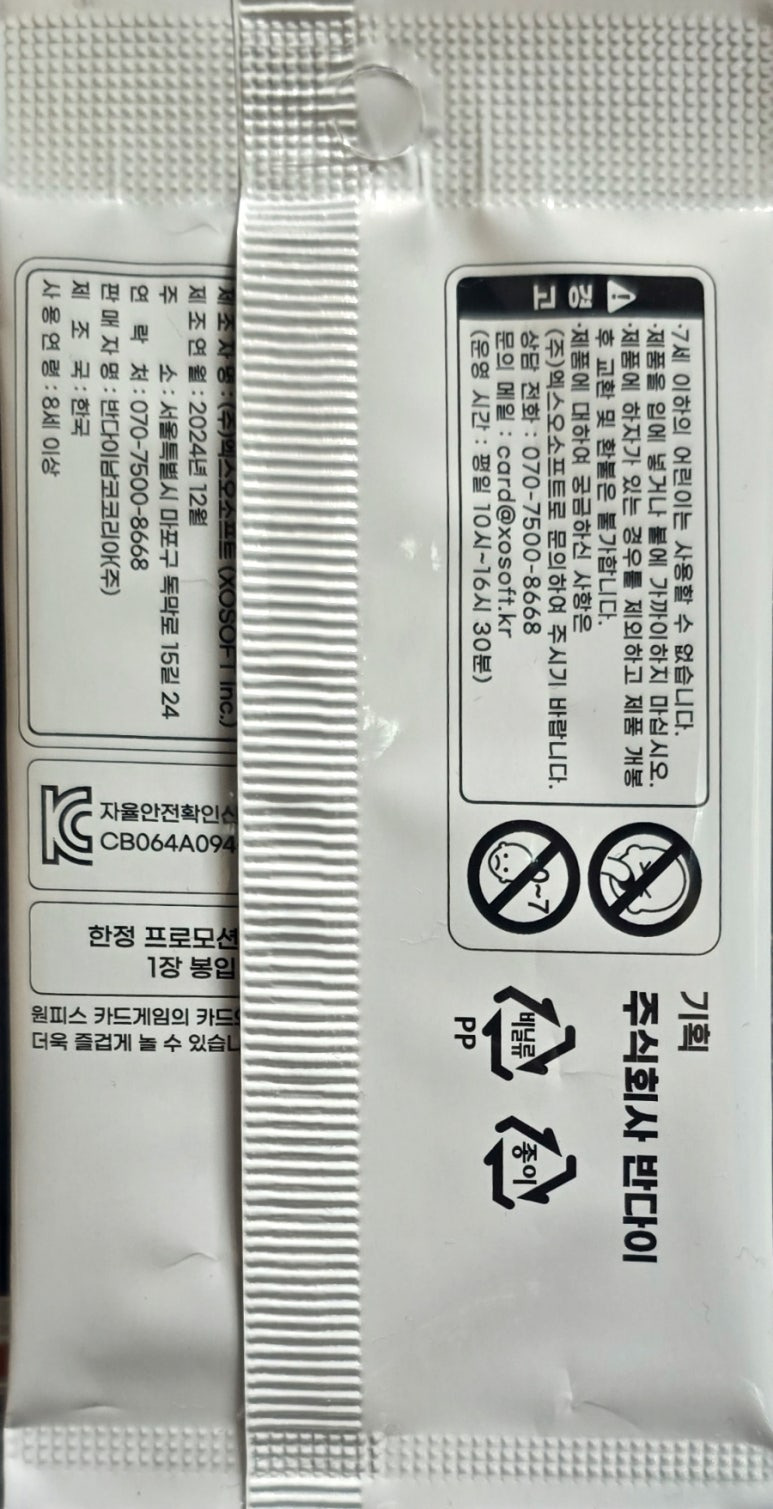 경고
·7세 이하의 어린이는 사용할 수 없습니다.
·제품을 입에 넣거나 불에 가까이하지 마십시오.
·제품에 하자가 있는 경우를 제외하고 제품 개봉
후 교환 및 환불은 불가합니다.
·제품에 대하여 궁금하신 사항은
(주)엑스오소프트로 문의하여 주시기 바랍니다.
상담 전화 : 070-7500-8668
문의 메일 : card@xosoft.kr
(운영 시간 : 평일 10시~16시 30분)
0~7
기획
주식회사 반다이
비닐류
PP
종이
제조자명 : (주)엑스오소프트 (XOSOFT Inc.)
제조연월 : 2024년 12월
주 소 : 서울특별시 마포구 독막로 15길 24
연 락 처 : 070-7500-8668
판매자명 : 반다이남코코리아(주)
제 조 국 : 한국
사용연령 : 8세 이상
자율안전확인신
CB064A094
한정 프로모션
1장 봉입
원피스 카드게임의
더욱 즐겁게 놀 수